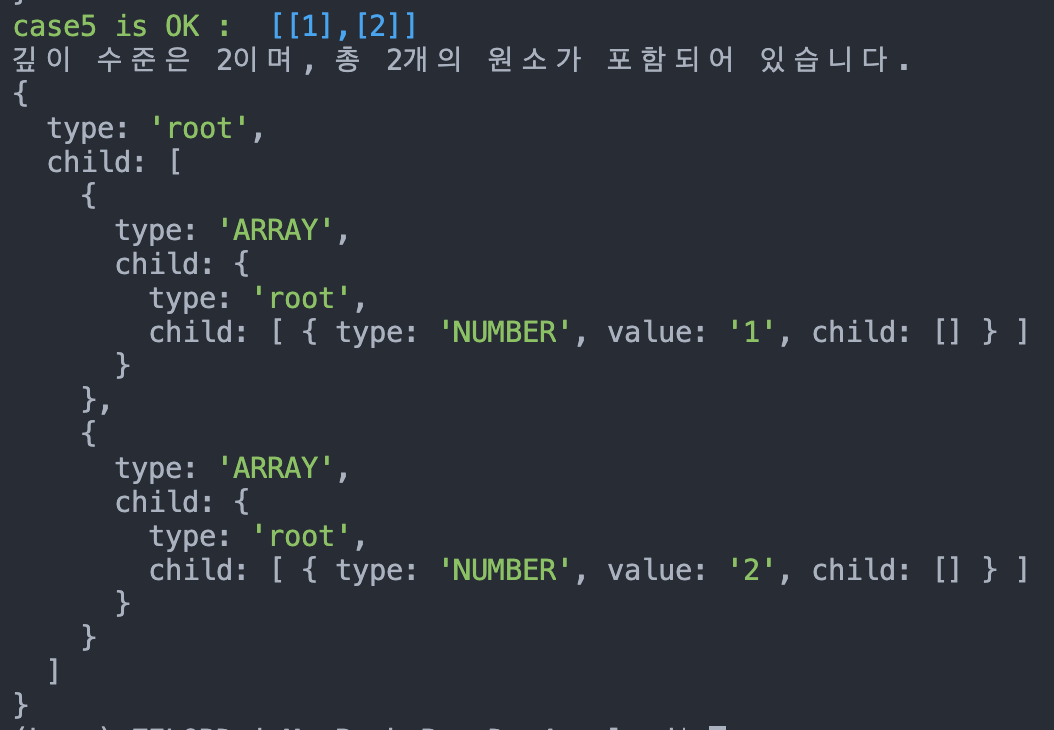 }
case5 is OK :  [[1],[2]]
깊이 수준은 2이며, 총 2개의 원소가 포함되어 있습니다.
{
  type: 'root',
  child: [
    {
      type: 'ARRAY',
      child: {
        type: 'root',
        child: [ { type: 'NUMBER', value: '1', child: [] } ]
      }
    },
    {
      type: 'ARRAY',
      child: {
        type: 'root',
        child: [ { type: 'NUMBER', value: '2', child: [] } ]
      }
    }
  ]
}